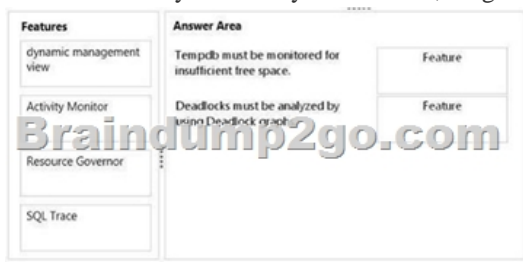 Features
dynamic management
view
Activity Monitor
Resource Governor
SQL Trace
Answer Area
Tempdb must be monitored for
insufficient free space.
Feature
Deadlocks must be analyzed by
using Deadlock graphs.
Feature
Braindump2go.com